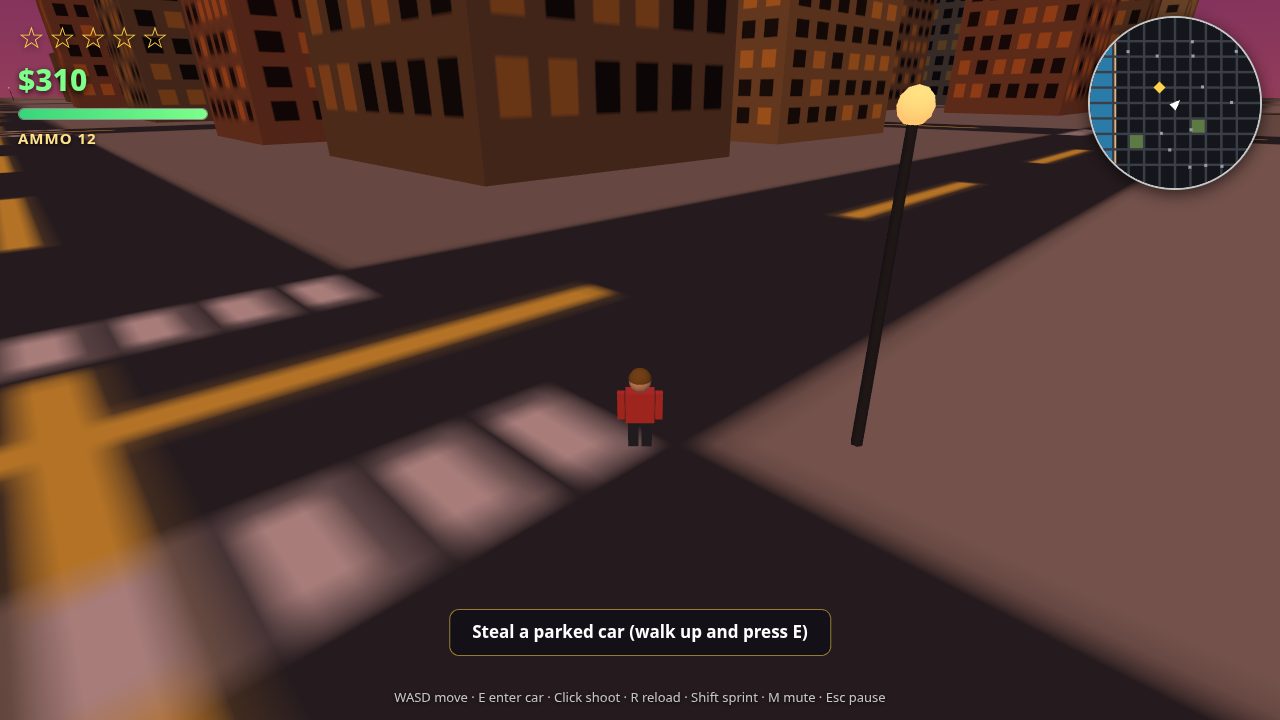 $310
AMMO 12
Steal a parked car (walk up and press E)
WASD move · E enter car · Click shoot · R reload · Shift sprint · M mute · Esc pause